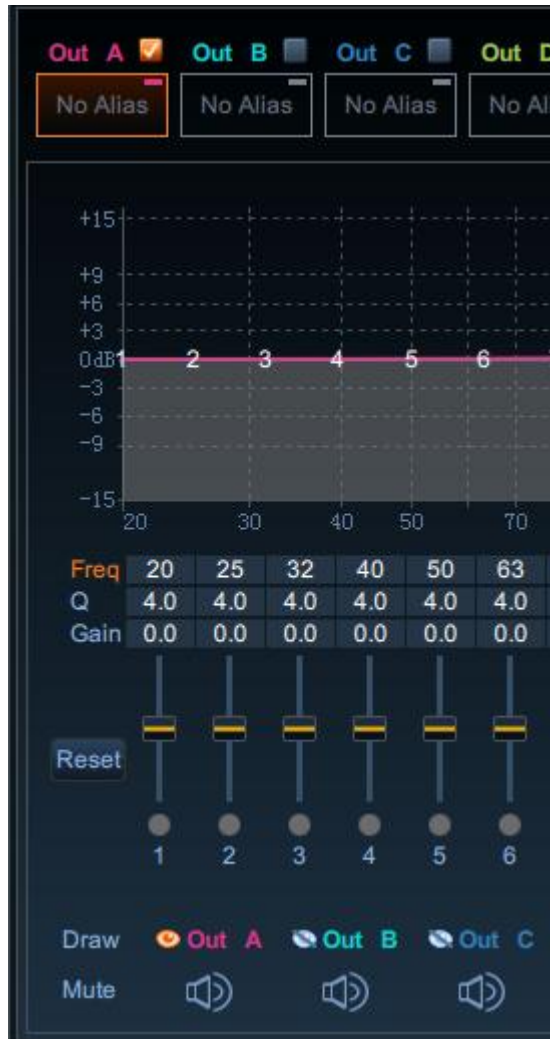 Out A Out B Out C Out D
No Alias No Alias No Alias No Al
+15
+9
+6
+3
0dB 1 2 3 4 5 6
-3
-6
-9
-15
20 30 40 50 70
Freq 20 25 32 40 50 63
Q 4.0 4.0 4.0 4.0 4.0 4.0
Gain 0.0 0.0 0.0 0.0 0.0 0.0
Reset
1 2 3 4 5 6
Draw Out A Out B Out C
Mute